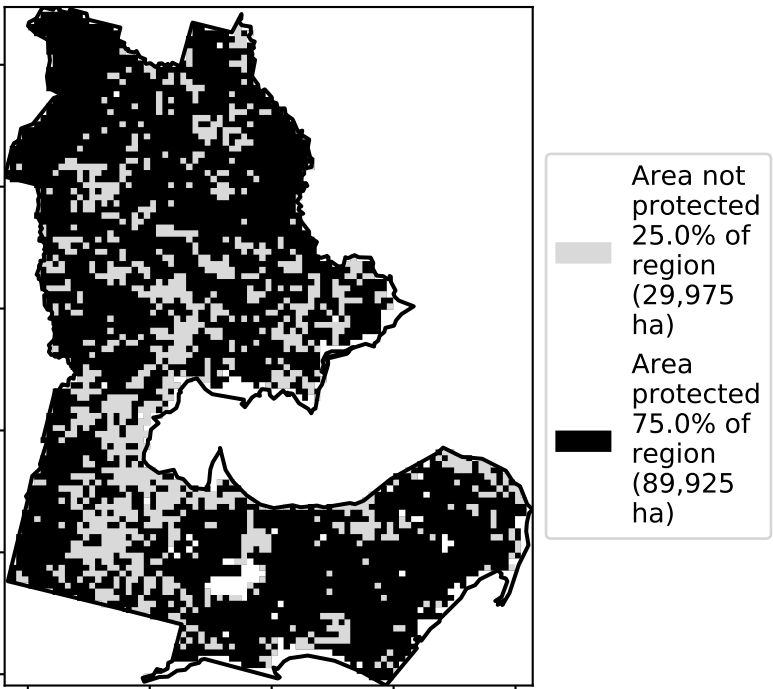 Area not
protected
25.0% of
region
(29,975
ha)
Area
protected
75.0% of
region
(89,925
ha)